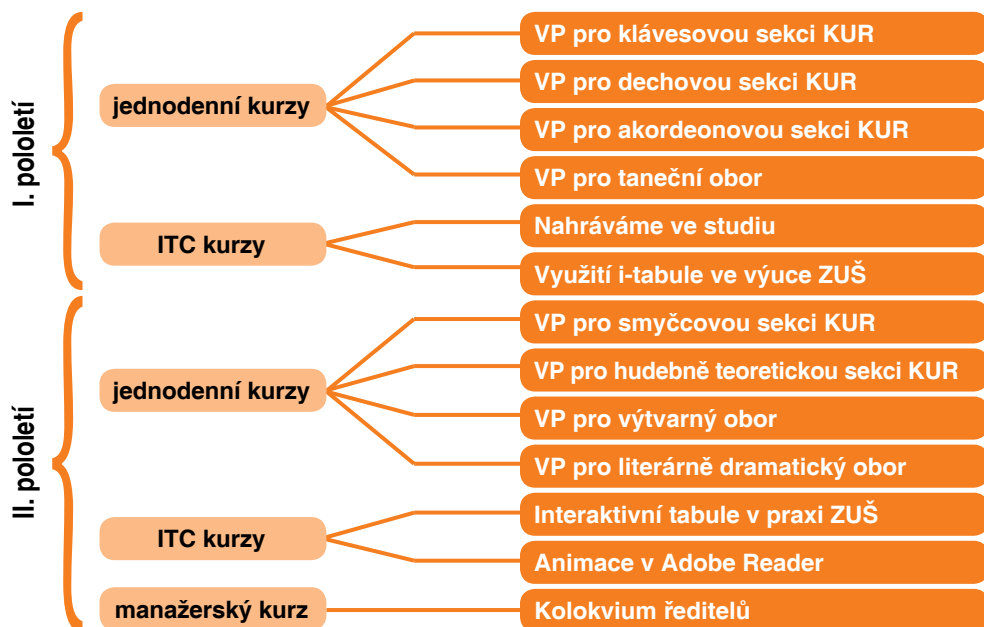 I. pololetí
jednodenní kurzy
VP pro klávesovou sekci KUR
VP pro dechovou sekci KUR
VP pro akordeonovou sekci KUR
VP pro taneční obor
ITC kurzy
Nahráváme ve studiu
Využití i-tabule ve výuce ZUŠ
II. pololetí
jednodenní kurzy
VP pro smyčcovou sekci KUR
VP pro hudebně teoretickou sekci KUR
VP pro výtvarný obor
VP pro literárně dramatický obor
ITC kurzy
Interaktivní tabule v praxi ZUŠ
Animace v Adobe Reader
manažerský kurz
Kolokvium ředitelů